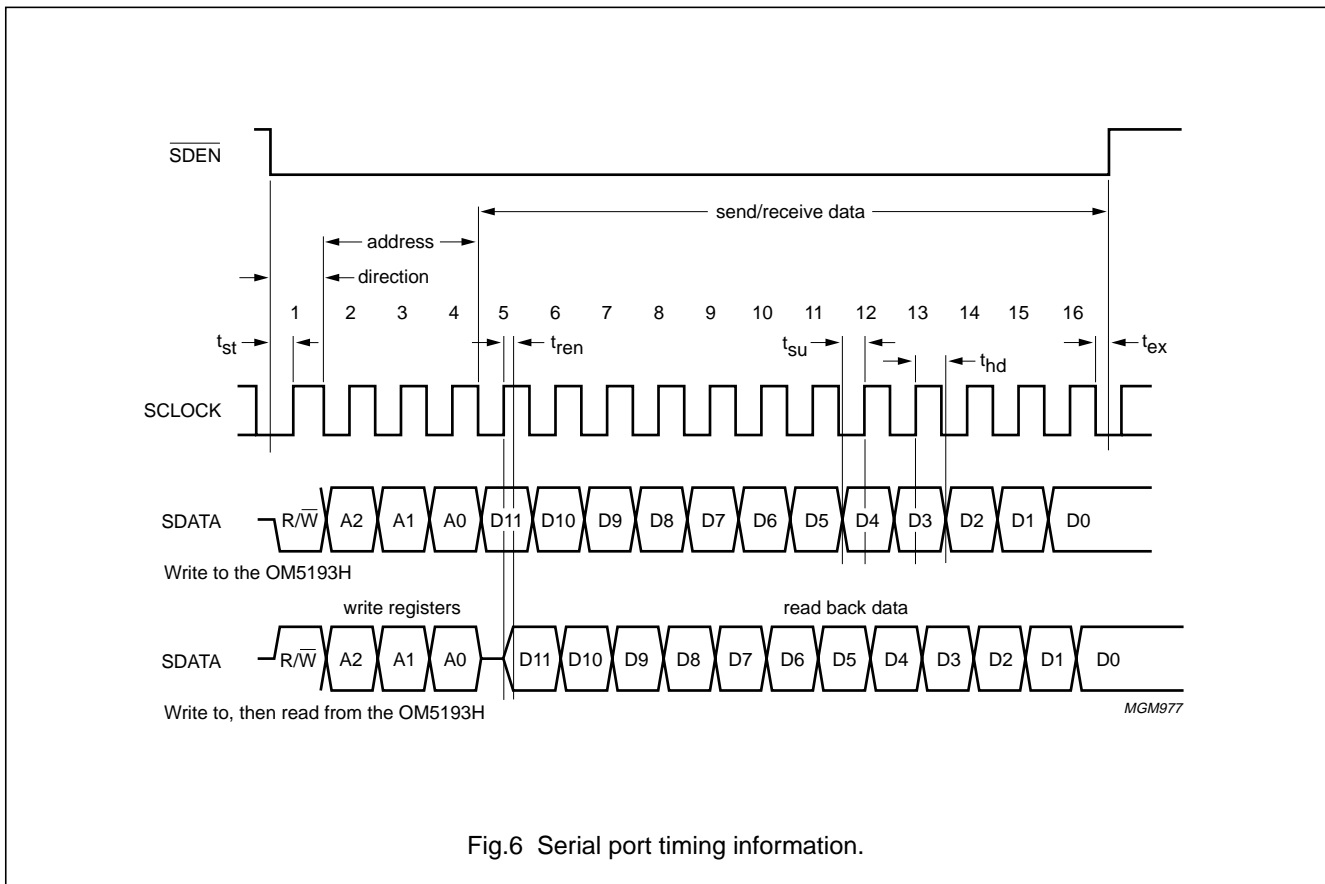 SDEN
send/receive data
address
direction
1 2 3 4 5 6 7 8 9 10 11 12 13 14 15 16
tst tren tsu thd tex
SCLOCK
SDATA R/W A2 A1 A0 D11 D10 D9 D8 D7 D6 D5 D4 D3 D2 D1 D0
Write to the OM5193H
write registers read back data
SDATA R/W A2 A1 A0 D11 D10 D9 D8 D7 D6 D5 D4 D3 D2 D1 D0
Write to, then read from the OM5193H
MGM977
Fig.6 Serial port timing information.